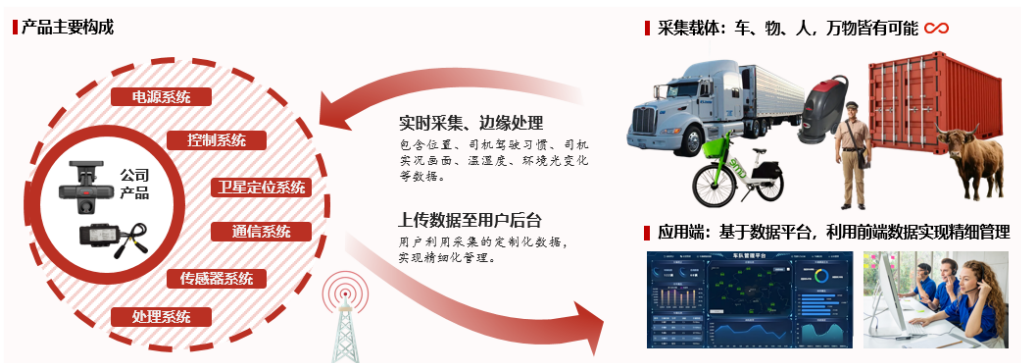 产品主要构成
电源系统
控制系统
公司
产品
卫星定位系统
通信系统
传感器系统
处理系统
实时采集、边缘处理
包含位置、司机驾驶习惯、司机
实况画面、温湿度、环境光变化
等数据。
上传数据至用户后台
用户利用采集的定制化数据，
实现精细化管理。
采集载体：车、物、人，万物皆有可能
应用端：基于数据平台，利用前端数据实现精细管理
车队管理平台